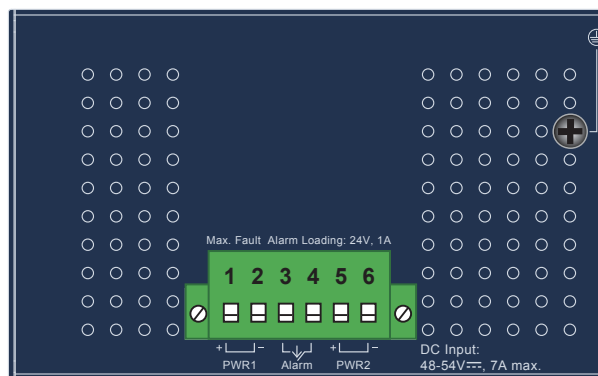 Max. Fault Alarm Loading: 24V, 1A
1 2 3 4 5 6
+ − + −
PWR1 Alarm PWR2
DC Input:
48-54V⎓, 7A max.